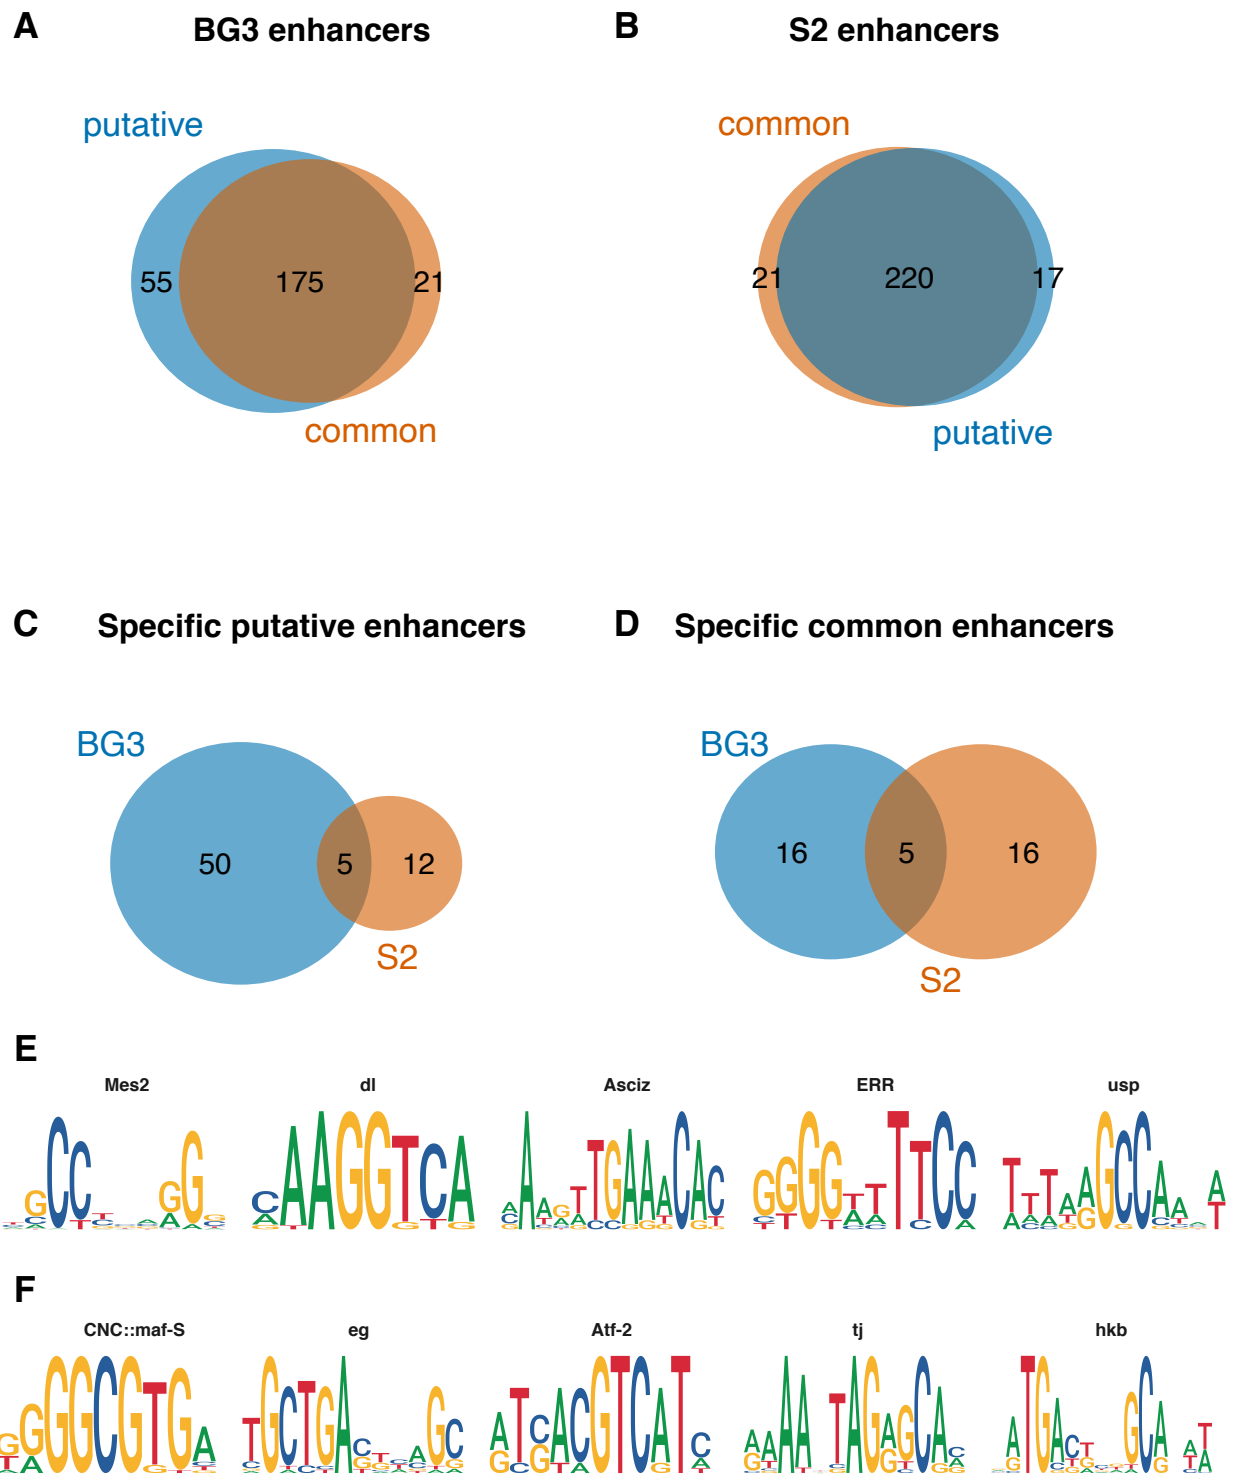 A BG3 enhancers
B S2 enhancers
putative
common
55 175 21
21 220 17
common
putative
C Specific putative enhancers
D Specific common enhancers
BG3
BG3
50 5 12
16 5 16
S2
S2
E
Mes2 dl Asciz ERR usp
F
CNC::maf-S eg Atf-2 tj hkb